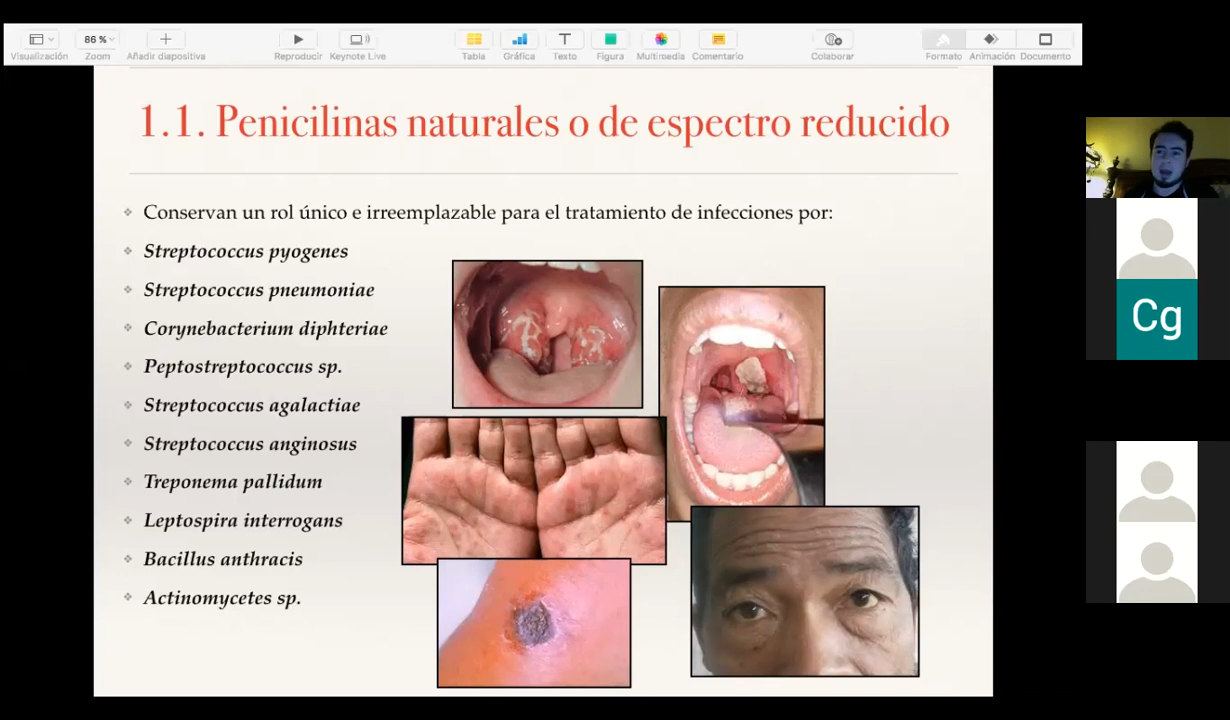 86 %
Visualización
Zoom
Añadir diapositiva
Reproducir
Keynote Live
Tabla
Gráfica
Texto
Figura
Multimedia
Comentario
Colaborar
Formato
Animación
Documento
1.1. Penicilinas naturales o de espectro reducido
Conservan un rol único e irreemplazable para el tratamiento de infecciones por:
Streptococcus pyogenes
Streptococcus pneumoniae
Corynebacterium diphteriae
Peptostreptococcus sp.
Streptococcus agalactiae
Streptococcus anginosus
Treponema pallidum
Leptospira interrogans
Bacillus anthracis
Actinomycetes sp.
Cg